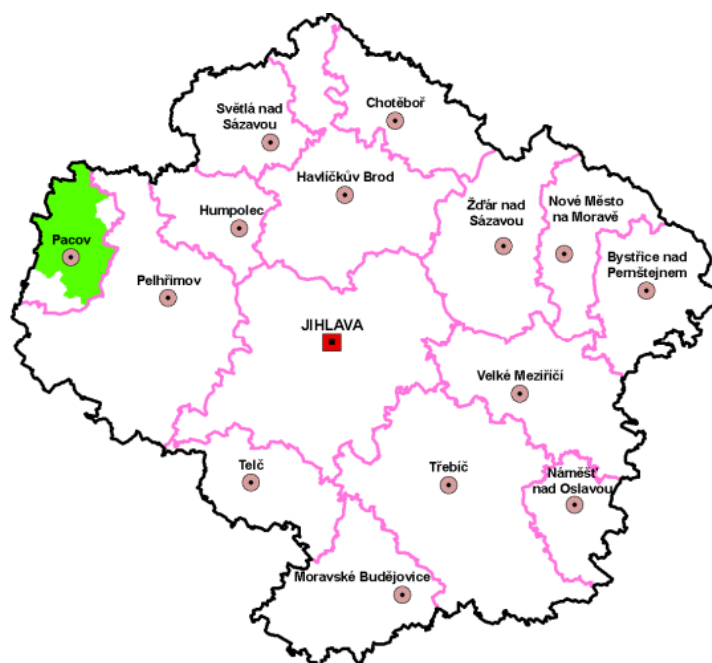 Chotěboř
Světlá nad
Sázavou
Havlíčkův Brod
Humpolec
Žďár nad
Sázavou
Nové Město
na Moravě
Pacov
Bystřice nad
Pernštejnem
Pelhřimov
JIHLAVA
Velké Meziříčí
Telč
Třebíč
Náměšť
nad Oslavou
Moravské Budějovice